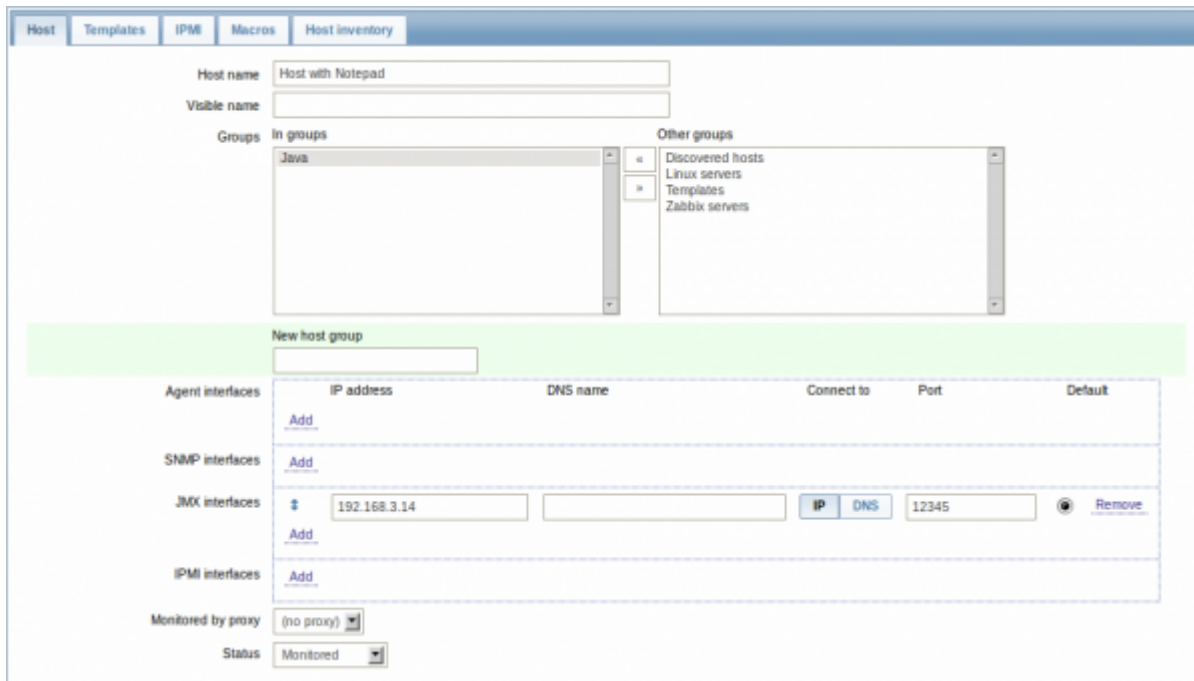 Host Templates IPMI Macros Host inventory
Host name Host with Notepad
Visible name
Groups In groups Other groups
Java « Discovered hosts
Linux servers
» Templates
Zabbix servers
New host group
Agent interfaces IP address DNS name Connect to Port Default
Add
SNMP interfaces Add
JMX interfaces 192.168.3.14 IP DNS 12345 Remove
Add
IPMI interfaces Add
Monitored by proxy (no proxy)
Status Monitored